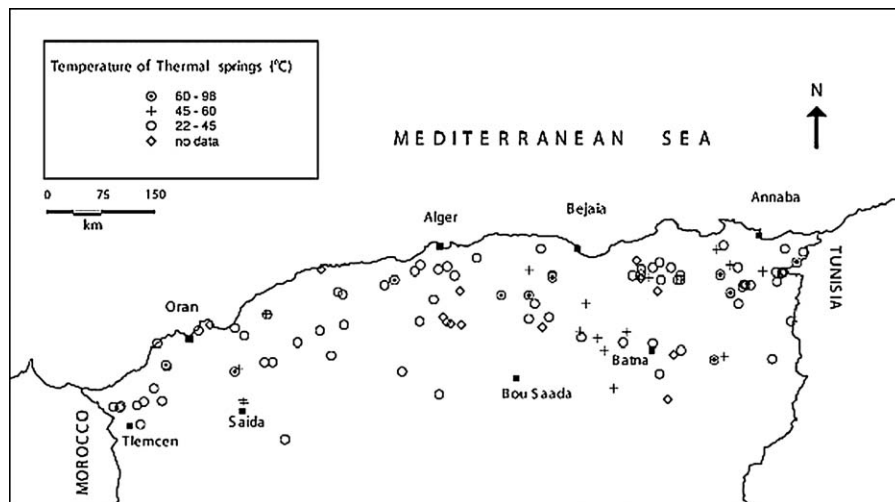 Temperature of Thermal springs (°C)
60 - 98
45 - 60
22 - 45
no data
0 75 150
km
N
MEDITERRANEAN SEA
Annaba
Bejaia
Alger
TUNISIA
Oran
Batna
Bou Saada
Saida
Tlemcen
MOROCCO